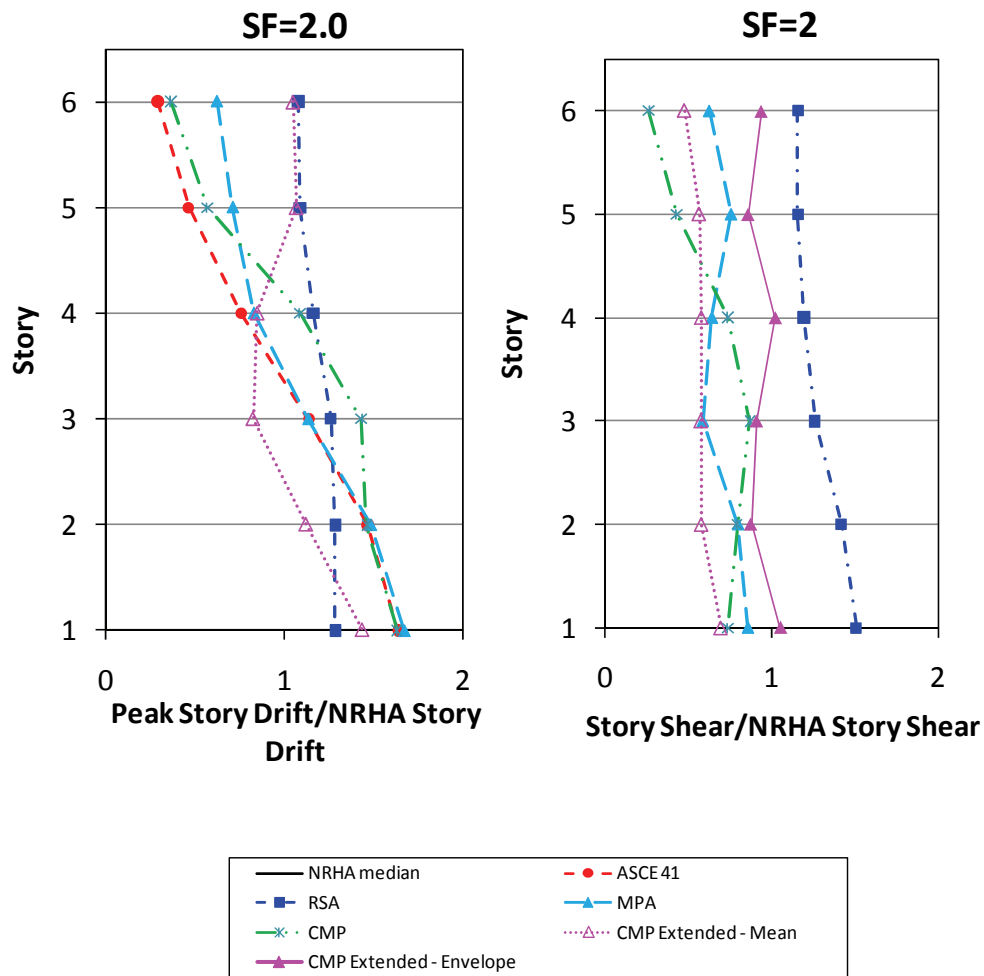 SF=2.0
6
5
4
3
2
1
Story
0
1
2
Peak Story Drift/NRHA Story
Drift
SF=2
6
5
4
3
2
1
Story
0
1
2
Story Shear/NRHA Story Shear
NRHA median
ASCE 41
RSA
MPA
CMP
CMP Extended - Mean
CMP Extended - Envelope